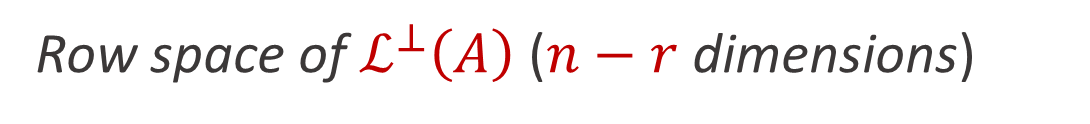 Row space of ℒ⊥(A) (n − r dimensions)